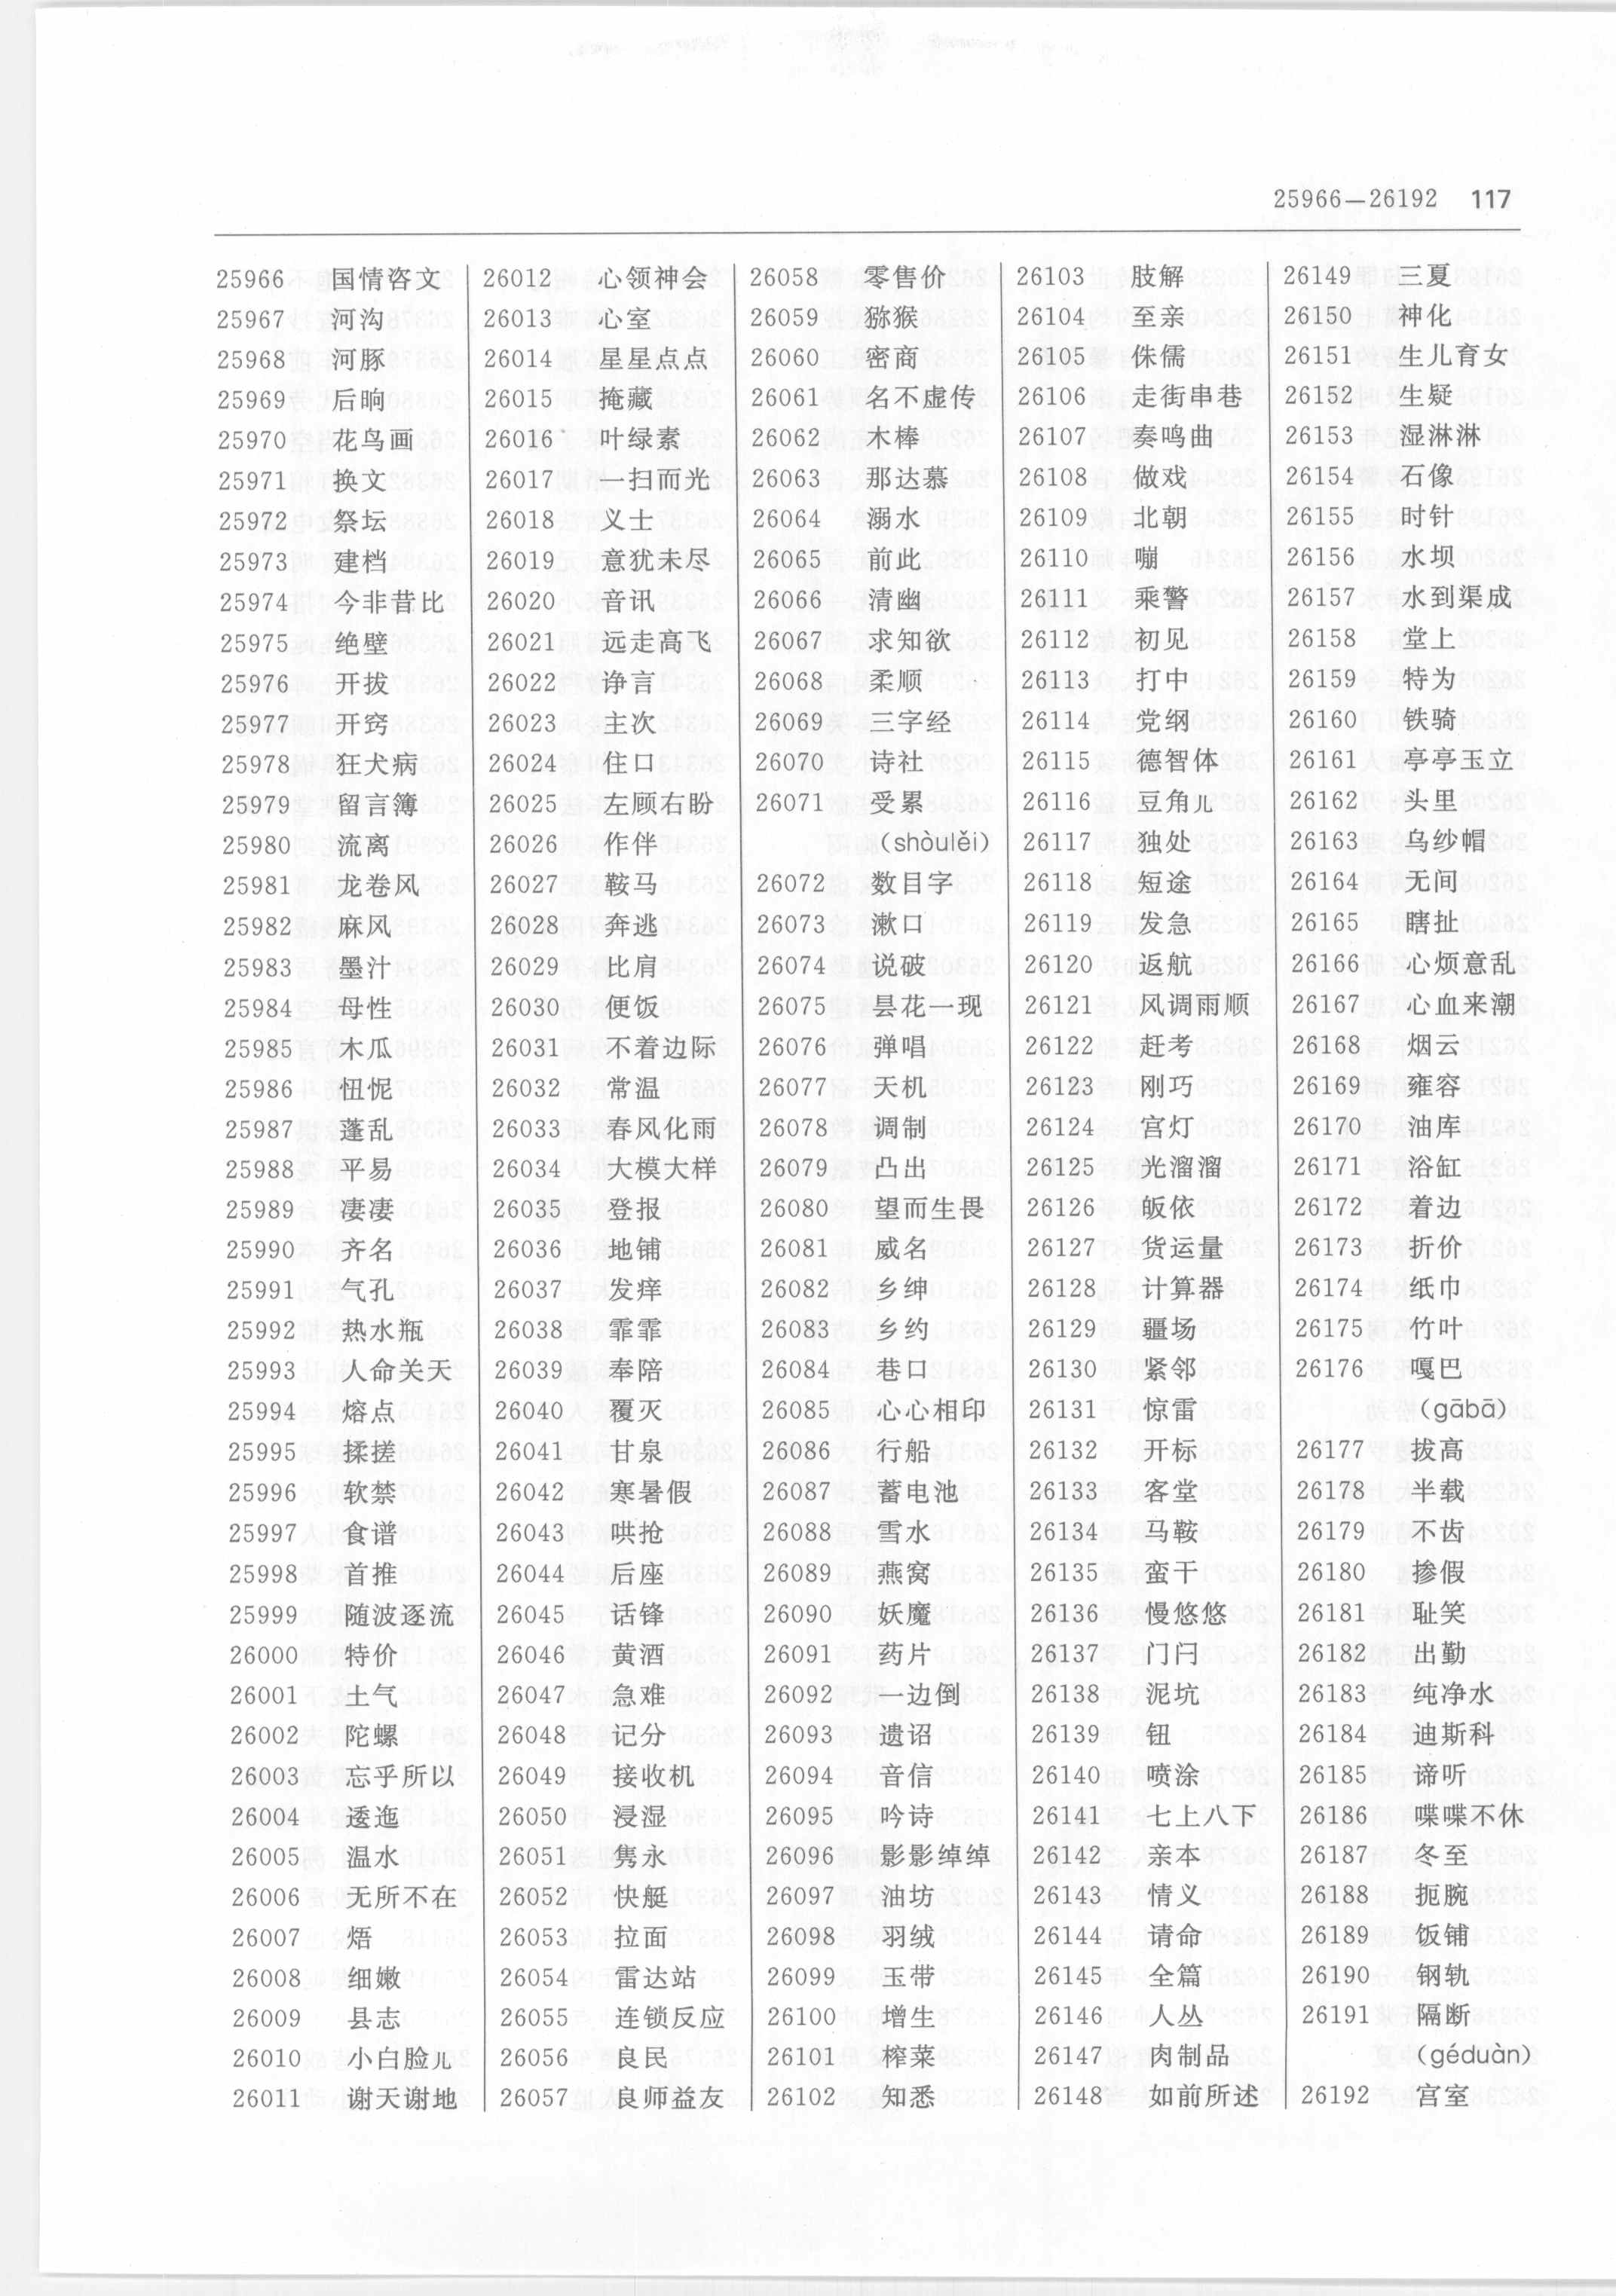 25966—26192 117
25966 国情咨文
25967 河沟
25968 河豚
25969 后晌
25970 花鸟画
25971 换文
25972 祭坛
25973 建档
25974 今非昔比
25975 绝壁
25976 开拔
25977 开窍
25978 狂犬病
25979 留言簿
25980 流离
25981 龙卷风
25982 麻风
25983 墨汁
25984 母性
25985 木瓜
25986 忸怩
25987 蓬乱
25988 平易
25989 凄凄
25990 齐名
25991 气孔
25992 热水瓶
25993 人命关天
25994 熔点
25995 揉搓
25996 软禁
25997 食谱
25998 首推
25999 随波逐流
26000 特价
26001 土气
26002 陀螺
26003 忘乎所以
26004 逶迤
26005 温水
26006 无所不在
26007 焐
26008 细嫩
26009 县志
26010 小白脸儿
26011 谢天谢地
26012 心领神会
26013 心室
26014 星星点点
26015 掩藏
26016 叶绿素
26017 一扫而光
26018 义士
26019 意犹未尽
26020 音讯
26021 远走高飞
26022 诤言
26023 主次
26024 住口
26025 左顾右盼
26026 作伴
26027 鞍马
26028 奔逃
26029 比肩
26030 便饭
26031 不着边际
26032 常温
26033 春风化雨
26034 大模大样
26035 登报
26036 地铺
26037 发痒
26038 霏霏
26039 奉陪
26040 覆灭
26041 甘泉
26042 寒暑假
26043 哄抢
26044 后座
26045 话锋
26046 黄酒
26047 急难
26048 记分
26049 接收机
26050 浸湿
26051 隽永
26052 快艇
26053 拉面
26054 雷达站
26055 连锁反应
26056 良民
26057 良师益友
26058 零售价
26059 猕猴
26060 密商
26061 名不虚传
26062 木棒
26063 那达慕
26064 溺水
26065 前此
26066 清幽
26067 求知欲
26068 柔顺
26069 三字经
26070 诗社
26071 受累
(shòulěi)
26072 数目字
26073 漱口
26074 说破
26075 昙花一现
26076 弹唱
26077 天机
26078 调制
26079 凸出
26080 望而生畏
26081 威名
26082 乡绅
26083 乡约
26084 巷口
26085 心心相印
26086 行船
26087 蓄电池
26088 雪水
26089 燕窝
26090 妖魔
26091 药片
26092 一边倒
26093 遗诏
26094 音信
26095 吟诗
26096 影影绰绰
26097 油坊
26098 羽绒
26099 玉带
26100 增生
26101 榨菜
26102 知悉
26103 肢解
26104 至亲
26105 侏儒
26106 走街串巷
26107 奏鸣曲
26108 做戏
26109 北朝
26110 嘣
26111 乘警
26112 初见
26113 打中
26114 党纲
26115 德智体
26116 豆角儿
26117 独处
26118 短途
26119 发急
26120 返航
26121 风调雨顺
26122 赶考
26123 刚巧
26124 宫灯
26125 光溜溜
26126 皈依
26127 货运量
26128 计算器
26129 疆场
26130 紧邻
26131 惊雷
26132 开标
26133 客堂
26134 马鞍
26135 蛮干
26136 慢悠悠
26137 门闩
26138 泥坑
26139 钮
26140 喷涂
26141 七上八下
26142 亲本
26143 情义
26144 请命
26145 全篇
26146 人丛
26147 肉制品
26148 如前所述
26149 三夏
26150 神化
26151 生儿育女
26152 生疑
26153 湿淋淋
26154 石像
26155 时针
26156 水坝
26157 水到渠成
26158 堂上
26159 特为
26160 铁骑
26161 亭亭玉立
26162 头里
26163 乌纱帽
26164 无间
26165 瞎扯
26166 心烦意乱
26167 心血来潮
26168 烟云
26169 雍容
26170 油库
26171 浴缸
26172 着边
26173 折价
26174 纸巾
26175 竹叶
26176 嘎巴
(gābā)
26177 拔高
26178 半载
26179 不齿
26180 掺假
26181 耻笑
26182 出勤
26183 纯净水
26184 迪斯科
26185 谛听
26186 喋喋不休
26187 冬至
26188 扼腕
26189 饭铺
26190 钢轨
26191 隔断
(géduàn)
26192 宫室